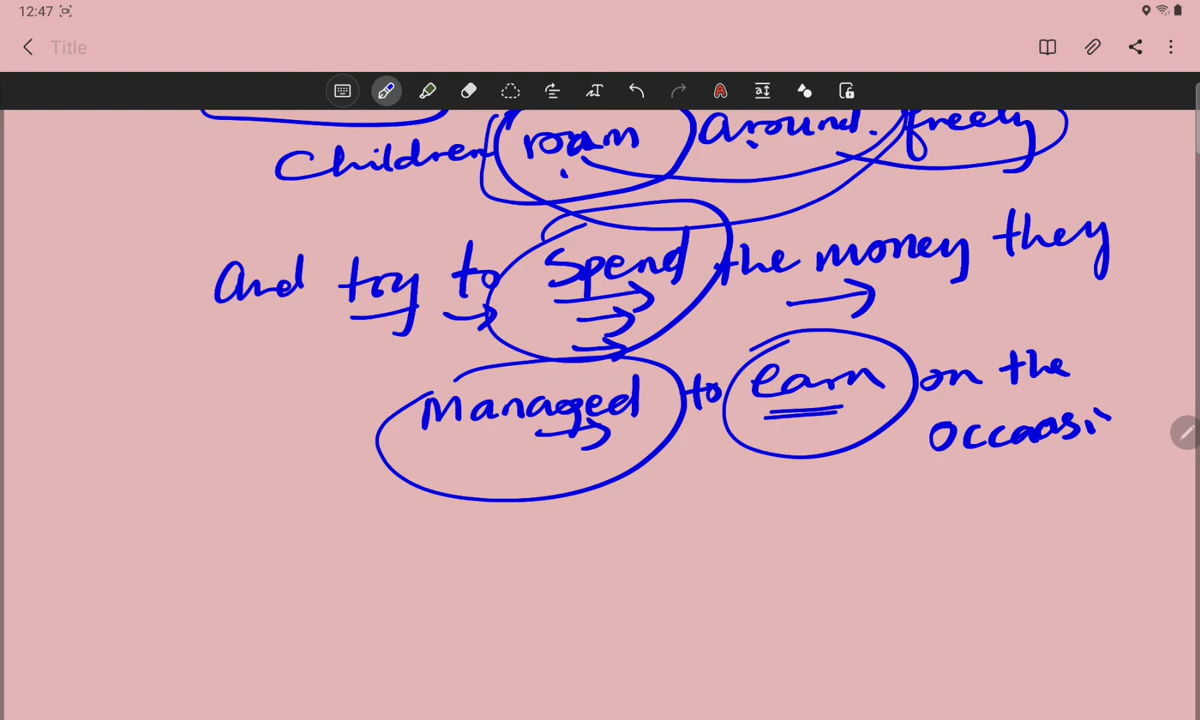 12:47
Title
Children roam around. freely
And try to Spend the money they
Managed to earn on the
occaasi